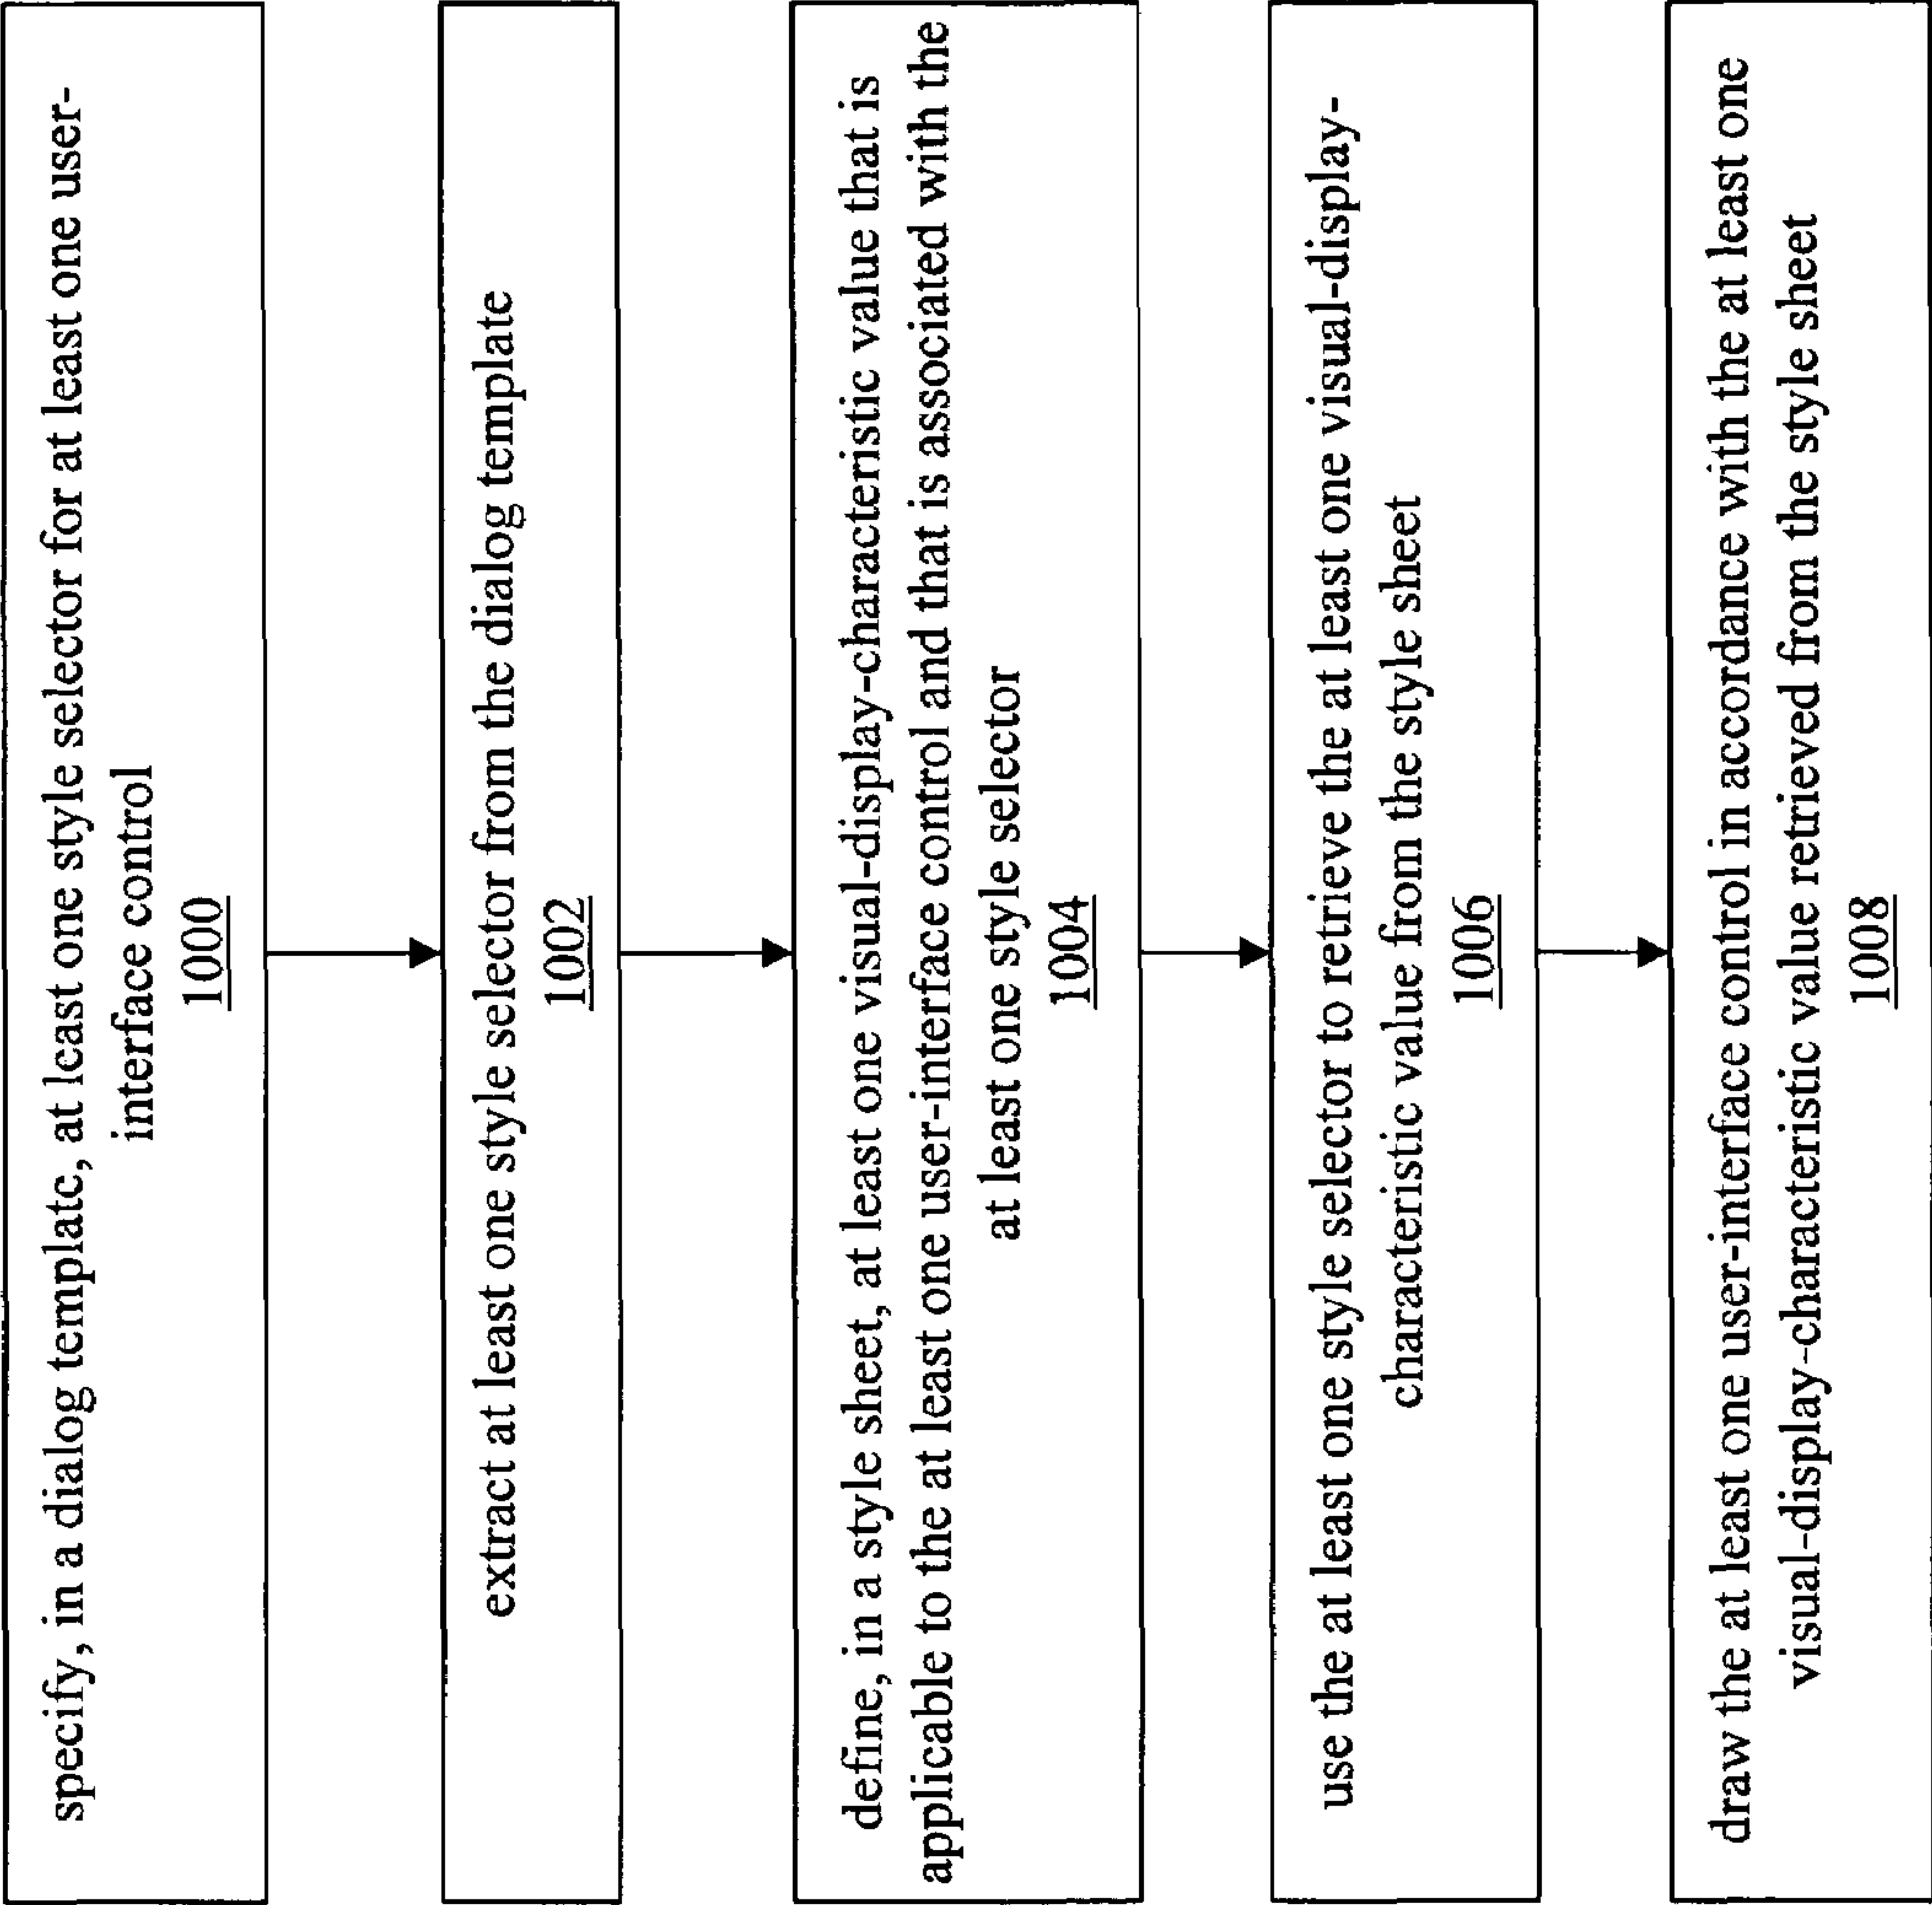 specify, in a dialog template, at least one style selector for at least one user-
interface control
1000
extract at least one style selector from the dialog template
1002
define, in a style sheet, at least one visual-display-characteristic value that is
applicable to the at least one user-interface control and that is associated with the
at least one style selector
1004
use the at least one style selector to retrieve the at least one visual-display-
characteristic value from the style sheet
1006
draw the at least one user-interface control in accordance with the at least one
visual-display-characteristic value retrieved from the style sheet
1008